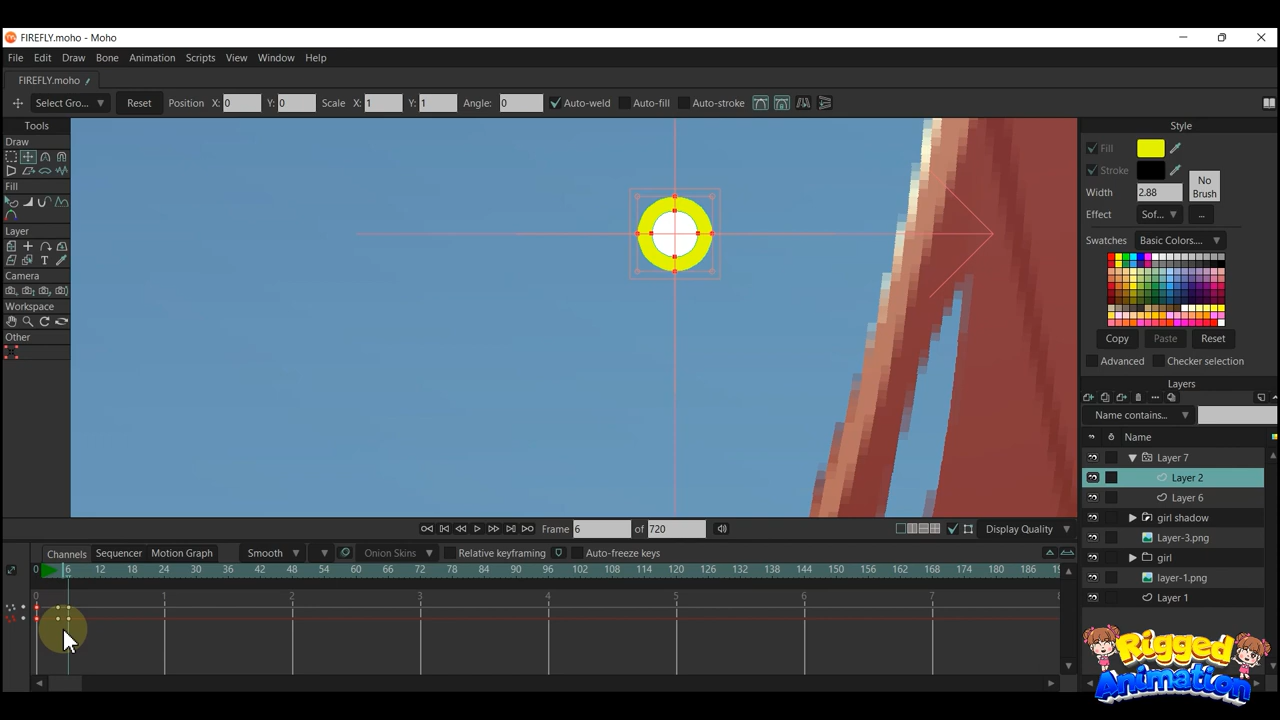 FIREFLY.moho - Moho
File Edit Draw Bone Animation Scripts View Window Help
FIREFLY.moho
Select Gro... Reset Position X: 0 Y: 0 Scale X: 1 Y: 1 Angle: 0 Auto-weld Auto-fill Auto-stroke
Tools
Draw
Fill
Layer
Camera
Workspace
Other
Style
Fill
Stroke
No
Brush
Width 2.88
Effect Sof... ...
Swatches Basic Colors....
Copy Paste Reset
Advanced Checker selection
Layers
Name contains...
Name
Layer 7
Layer 2
Layer 6
girl shadow
Layer-3.png
girl
layer-1.png
Layer 1
Frame 6 of 720 Display Quality
Channels Sequencer Motion Graph Smooth Onion Skins Relative keyframing Auto-freeze keys
0 6 12 18 24 30 36 42 48 54 60 66 72 78 84 90 96 102 108 114 120 126 132 138 144 150 156 162 168 174 180 186 19
0 1 2 3 4 5 6 7 8
Rigged
Animation